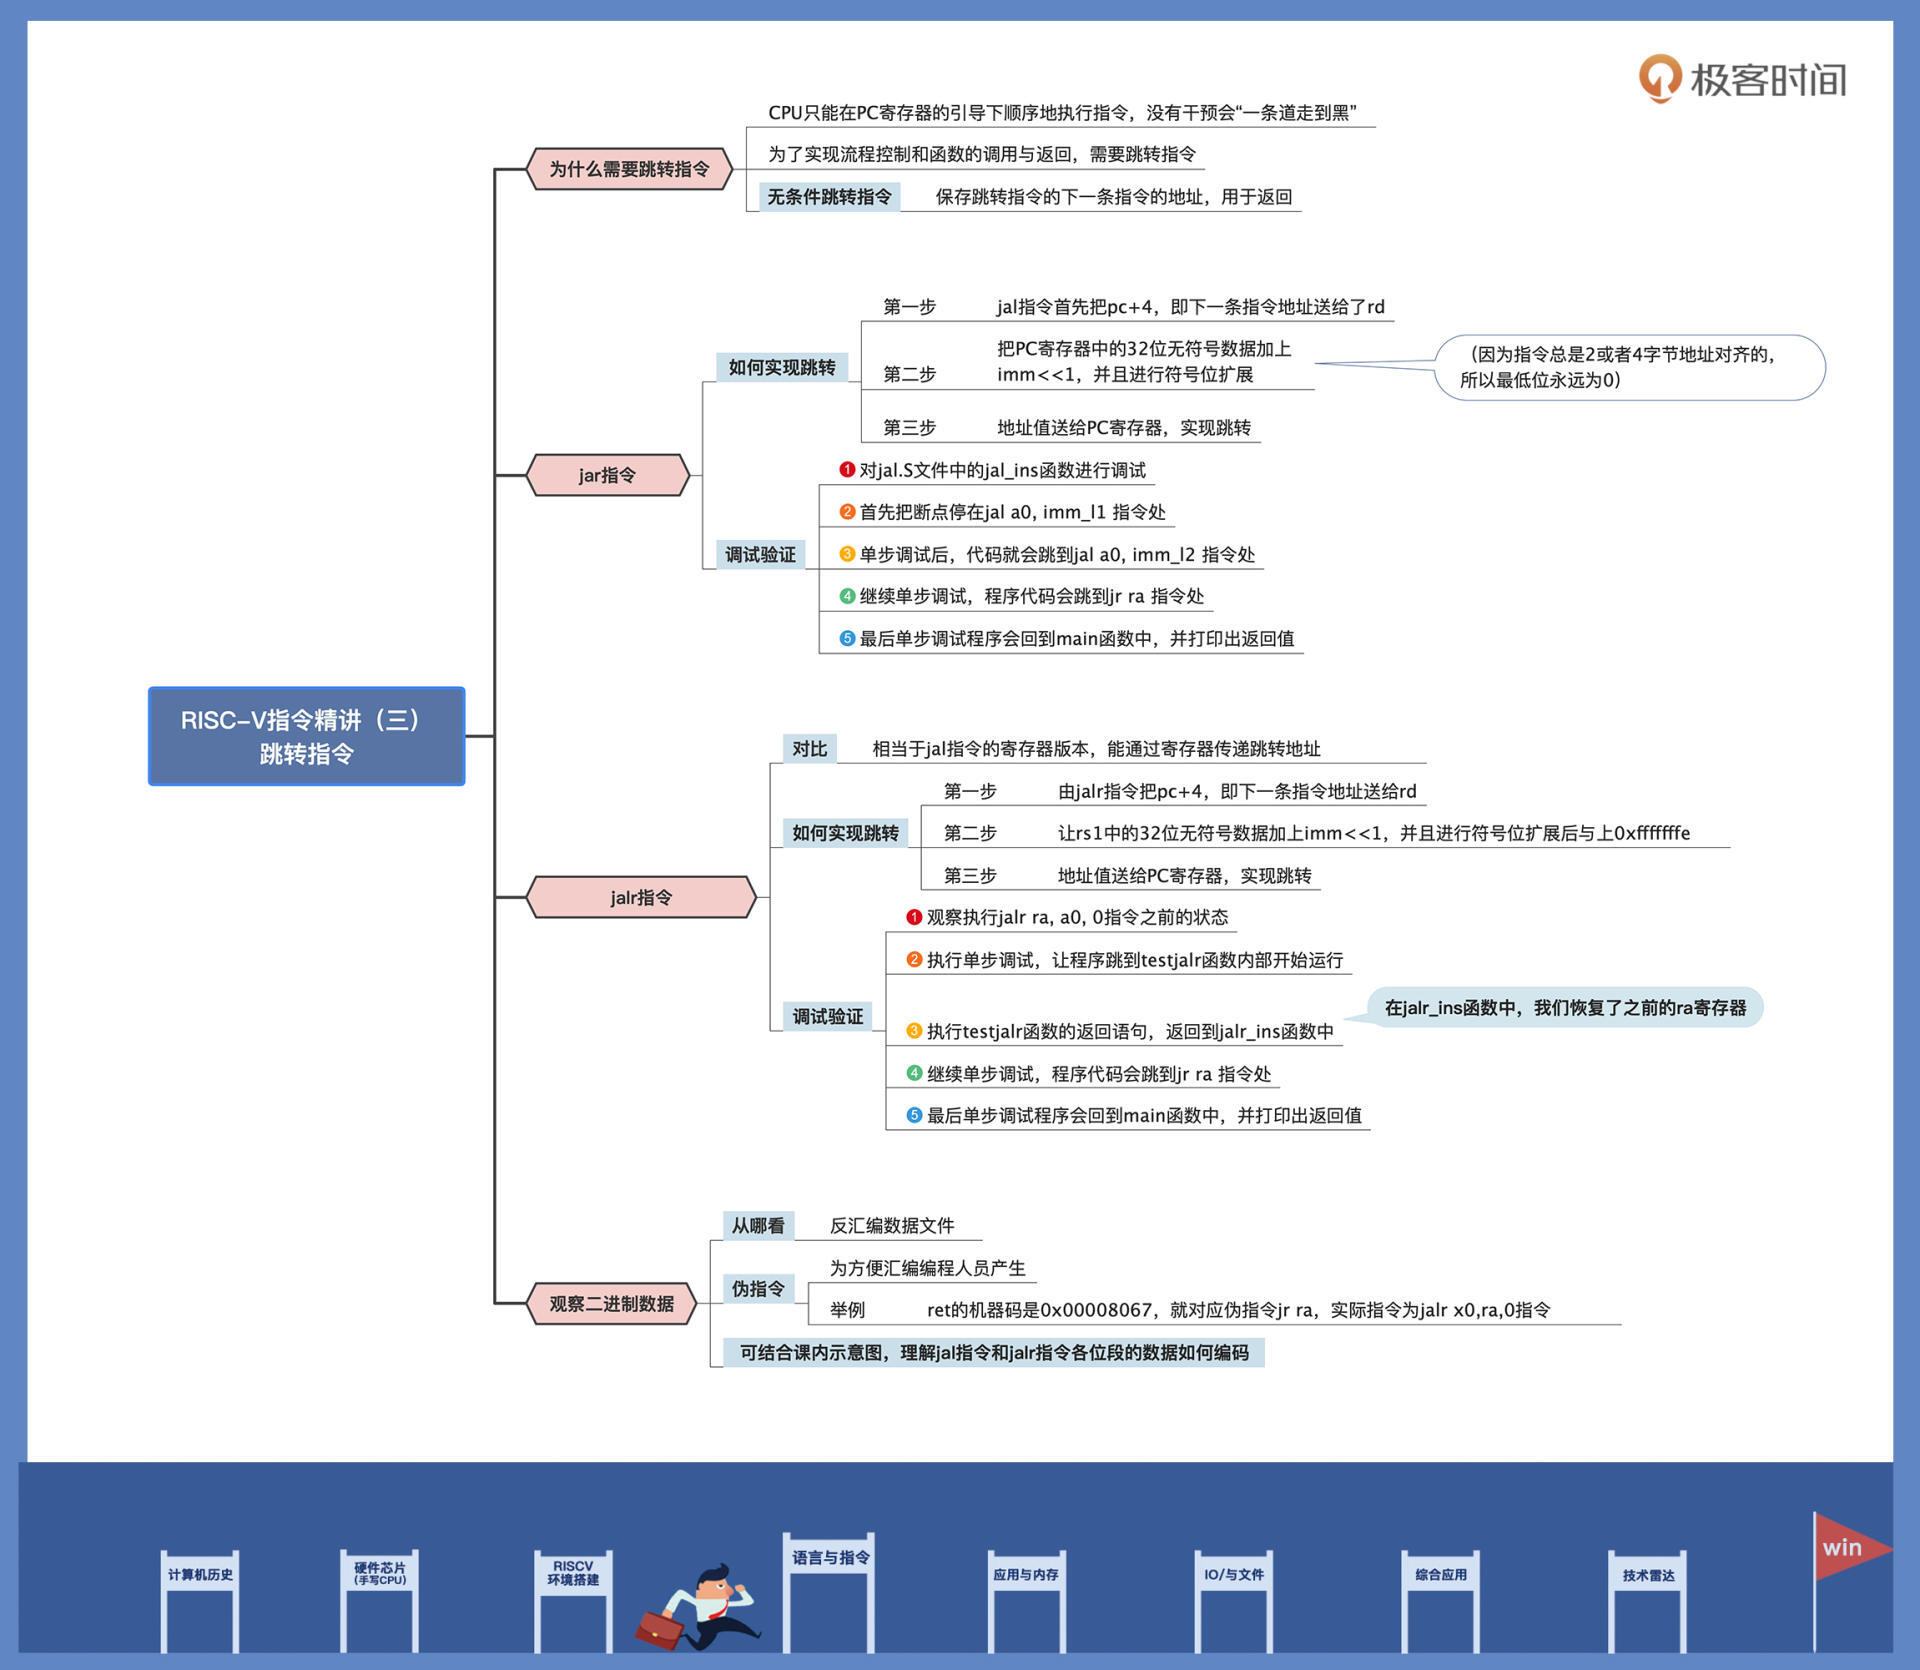 极客时间
CPU只能在PC寄存器的引导下顺序地执行指令，没有干预会“一条道走到黑”
为什么需要跳转指令
为了实现流程控制和函数的调用与返回，需要跳转指令
无条件跳转指令
保存跳转指令的下一条指令的地址，用于返回
第一步
jal指令首先把pc+4，即下一条指令地址送给了rd
如何实现跳转
第二步
把PC寄存器中的32位无符号数据加上
imm<<1，并且进行符号位扩展
（因为指令总是2或者4字节地址对齐的，
所以最低位永远为0）
第三步
地址值送给PC寄存器，实现跳转
jar指令
调试验证
1 对jal.S文件中的jal_ins函数进行调试
2 首先把断点停在jal a0, imm_l1 指令处
3 单步调试后，代码就会跳到jal a0, imm_l2 指令处
4 继续单步调试，程序代码会跳到jr ra 指令处
5 最后单步调试程序会回到main函数中，并打印出返回值
RISC-V指令精讲（三）
跳转指令
对比
相当于jal指令的寄存器版本，能通过寄存器传递跳转地址
如何实现跳转
第一步
由jalr指令把pc+4，即下一条指令地址送给rd
第二步
让rs1中的32位无符号数据加上imm<<1，并且进行符号位扩展后与上0xfffffffe
第三步
地址值送给PC寄存器，实现跳转
jalr指令
调试验证
1 观察执行jalr ra, a0, 0指令之前的状态
2 执行单步调试，让程序跳到testjalr函数内部开始运行
3 执行testjalr函数的返回语句，返回到jalr_ins函数中
在jalr_ins函数中，我们恢复了之前的ra寄存器
4 继续单步调试，程序代码会跳到jr ra 指令处
5 最后单步调试程序会回到main函数中，并打印出返回值
从哪看
反汇编数据文件
观察二进制数据
伪指令
为方便汇编编程人员产生
举例
ret的机器码是0x00008067，就对应伪指令jr ra，实际指令为jalr x0,ra,0指令
可结合课内示意图，理解jal指令和jalr指令各位段的数据如何编码
计算机历史
硬件芯片
(手写CPU)
RISCV
环境搭建
语言与指令
应用与内存
IO/与文件
综合应用
技术雷达
win